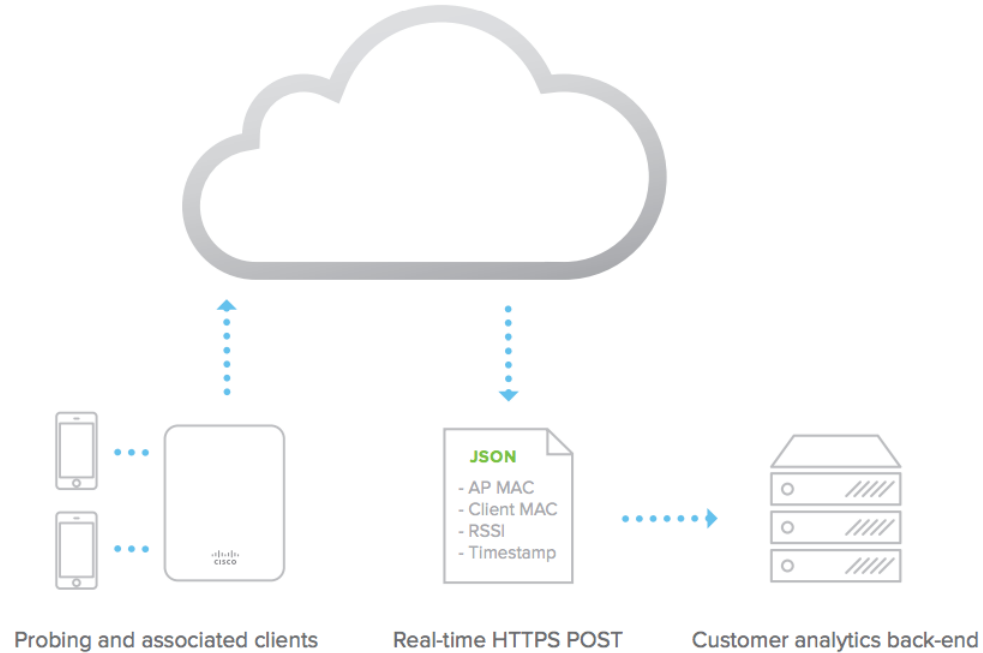 JSON
- AP MAC
- Client MAC
- RSSI
- Timestamp
CISCO
Probing and associated clients
Real-time HTTPS POST
Customer analytics back-end